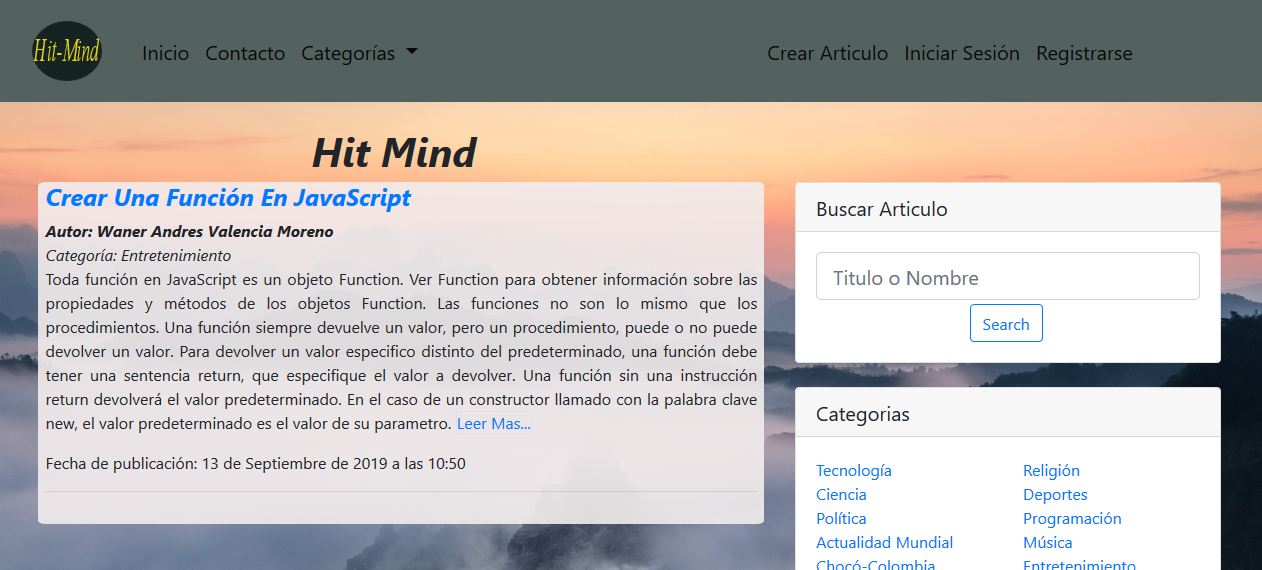 Hit-Mind
Inicio Contacto Categorías
Crear Articulo Iniciar Sesión Registrarse
Hit Mind
Crear Una Función En JavaScript
Autor: Waner Andres Valencia Moreno
Categoría: Entretenimiento
Toda función en JavaScript es un objeto Function. Ver Function para obtener información sobre las
propiedades y métodos de los objetos Function. Las funciones no son lo mismo que los
procedimientos. Una función siempre devuelve un valor, pero un procedimiento, puede o no puede
devolver un valor. Para devolver un valor especifico distinto del predeterminado, una función debe
tener una sentencia return, que especifique el valor a devolver. Una función sin una instrucción
return devolverá el valor predeterminado. En el caso de un constructor llamado con la palabra clave
new, el valor predeterminado es el valor de su parametro. Leer Mas...
Fecha de publicación: 13 de Septiembre de 2019 a las 10:50
Buscar Articulo
Titulo o Nombre
Search
Categorias
Tecnología
Ciencia
Política
Actualidad Mundial
Chocó-Colombia
Religión
Deportes
Programación
Música
Entretenimiento